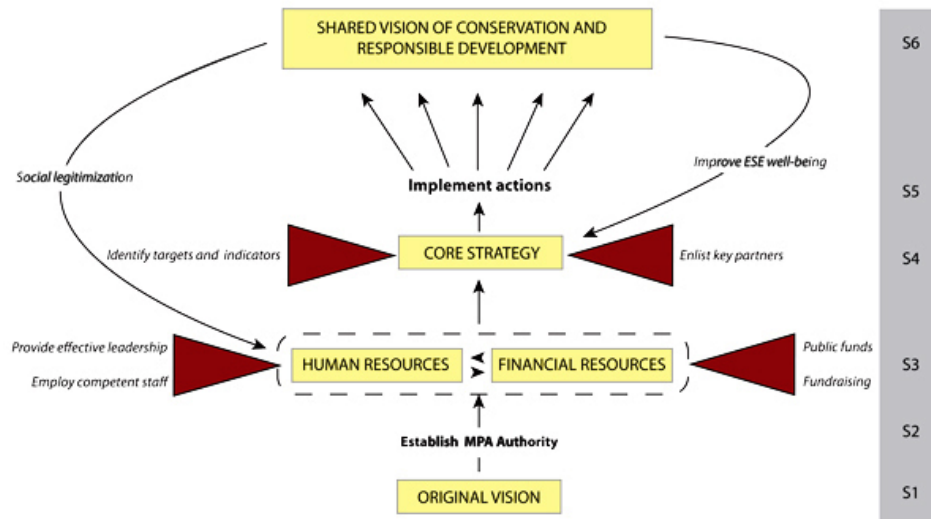 SHARED VISION OF CONSERVATION AND
RESPONSIBLE DEVELOPMENT
S6
Social legitimization
Improve ESE well-being
Implement actions
S5
Identify targets and indicators
CORE STRATEGY
Enlist key partners
S4
Provide effective leadership
Employ competent staff
HUMAN RESOURCES
FINANCIAL RESOURCES
Public funds
Fundraising
S3
Establish MPA Authority
S2
ORIGINAL VISION
S1